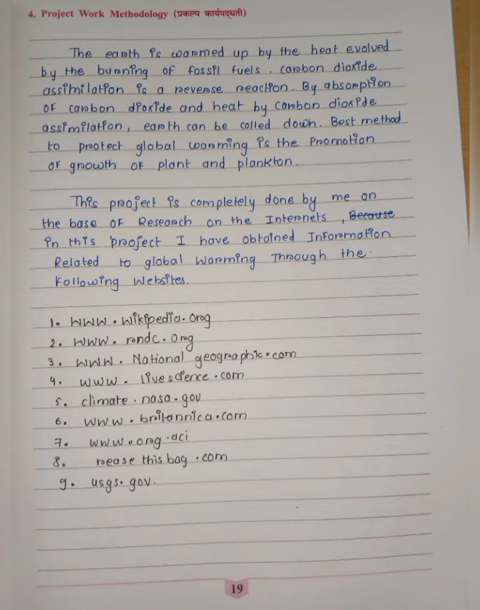 4. Project Work Methodology (प्रकल्प कार्यपद्धती)
The earth is warmed up by the heat evolved
by the burning of fossil fuels, carbon dioxide
assimilation is a reverse reaction. By absorption
of carbon dioxide and heat by carbon dioxide
assimilation, earth can be colled down. Best method
to protect global warming is the Promotion
of growth of plant and plankton.
This project is completely done by me on
the base of Research on the Internets, Because
in this project I have obtained Information
Related to global warming Through the
Following Websites.
1. www.wikipedia.org
2. www.rndc.org
3. www.National geographic.com
4. www.livescience.com
5. climate.nasa.gov
6. www.britannica.com
7. www.org.aci
8. rease this bag.com
9. usgs.gov.
19